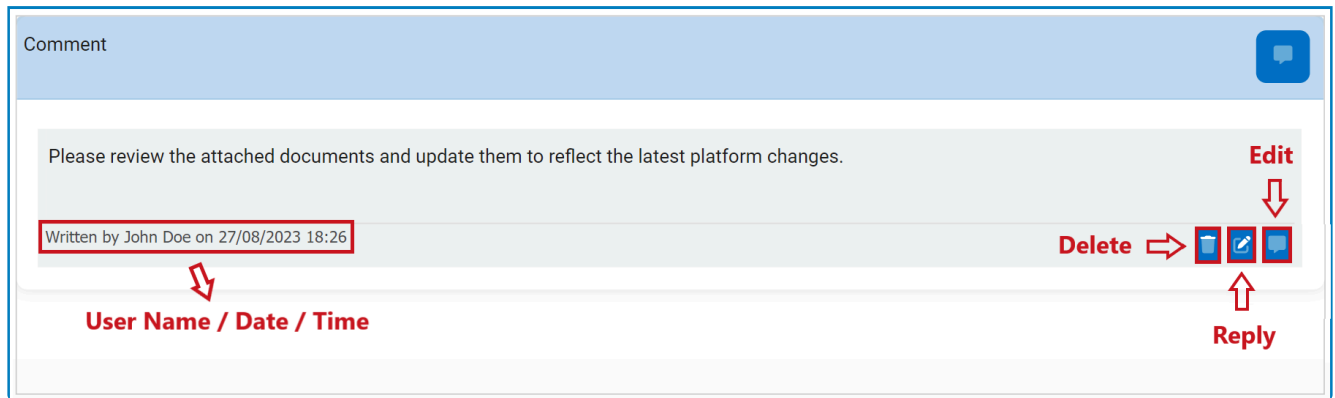 Comment
Please review the attached documents and update them to reflect the latest platform changes.
Edit
Written by John Doe on 27/08/2023 18:26
Delete
User Name / Date / Time
Reply